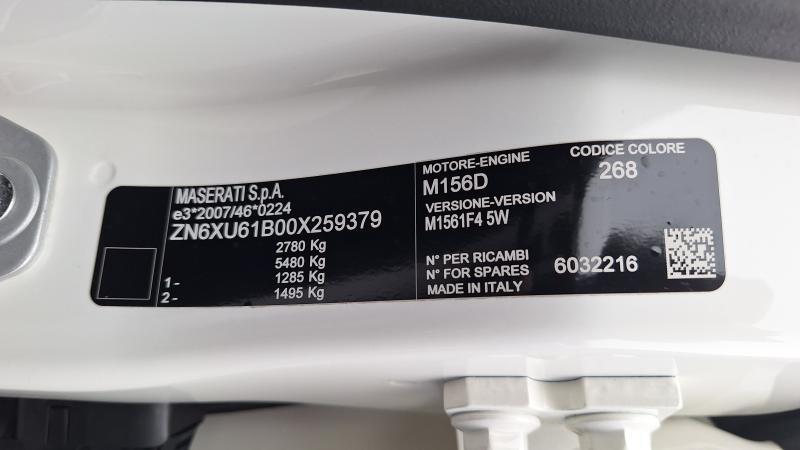 MASERATI S.p.A.
e3*2007/46*0224
ZN6XU61B00X259379
2780 Kg
5480 Kg
1- 1285 Kg
2- 1495 Kg
MOTORE-ENGINE
M156D
VERSIONE-VERSION
M1561F4 5W
CODICE COLORE
268
N° PER RICAMBI
N° FOR SPARES
6032216
MADE IN ITALY